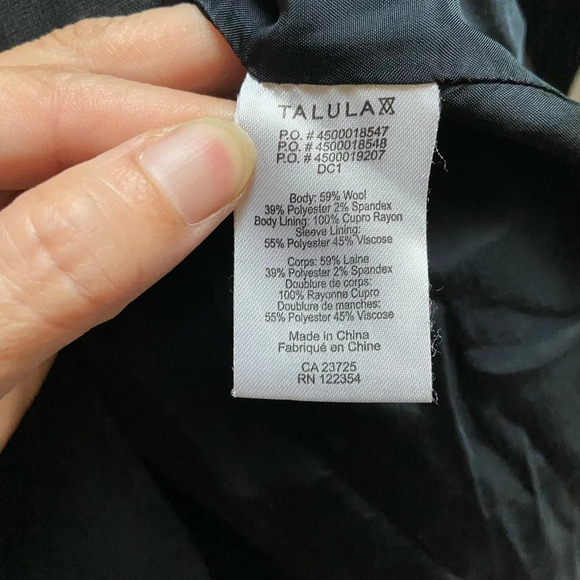 TALULA
P.O. # 4500018547
P.O. # 4500018548
P.O. # 4500019207
DC1
Body: 59% Wool
39% Polyester 2% Spandex
Body Lining: 100% Cupro Rayon
Sleeve Lining:
55% Polyester 45% Viscose
Corps: 59% Laine
39% Polyester 2% Spandex
Doublure de corps:
100% Rayonne Cupro
Doublure de manches:
55% Polyester 45% Viscose
Made in China
Fabriqué en Chine
CA 23725
RN 122354